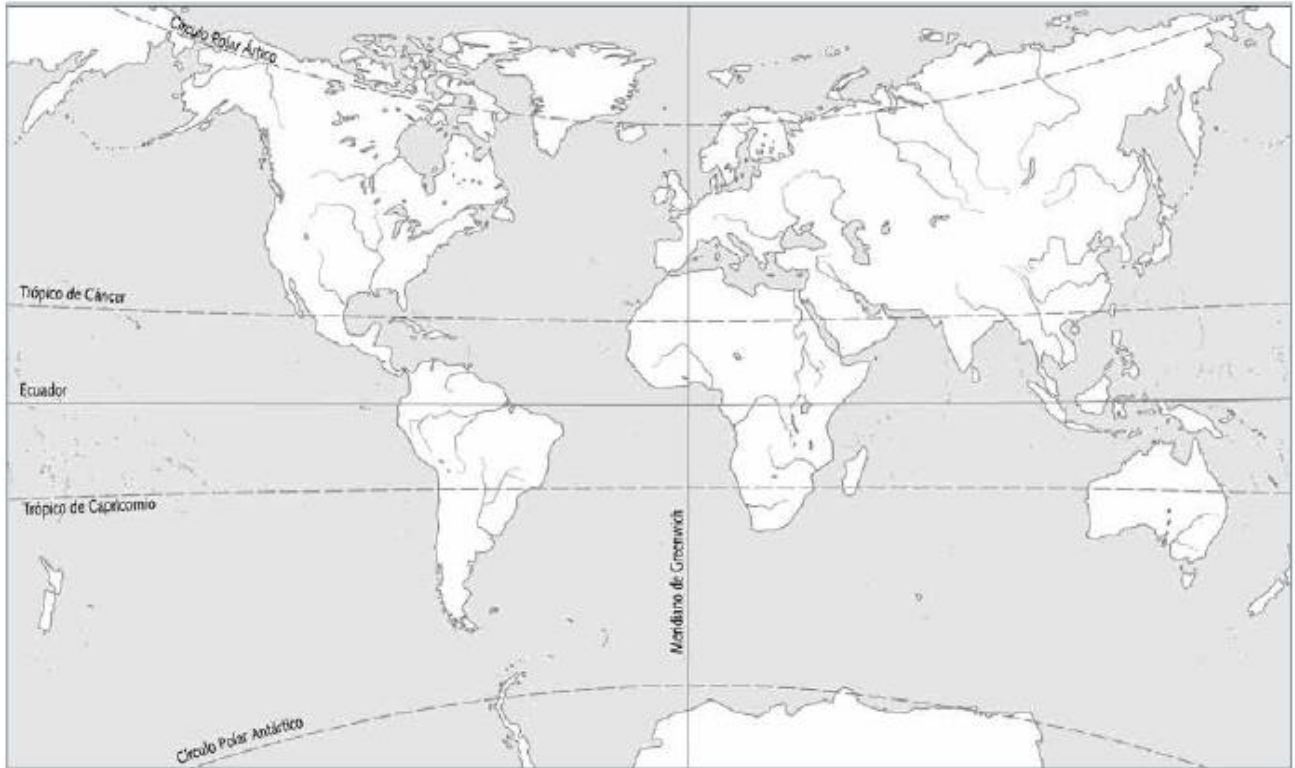 Círculo Polar Ártico
Trópico de Cáncer
Ecuador
Trópico de Capricornio
Meridiano de Greenwich
Círculo Polar Antártico